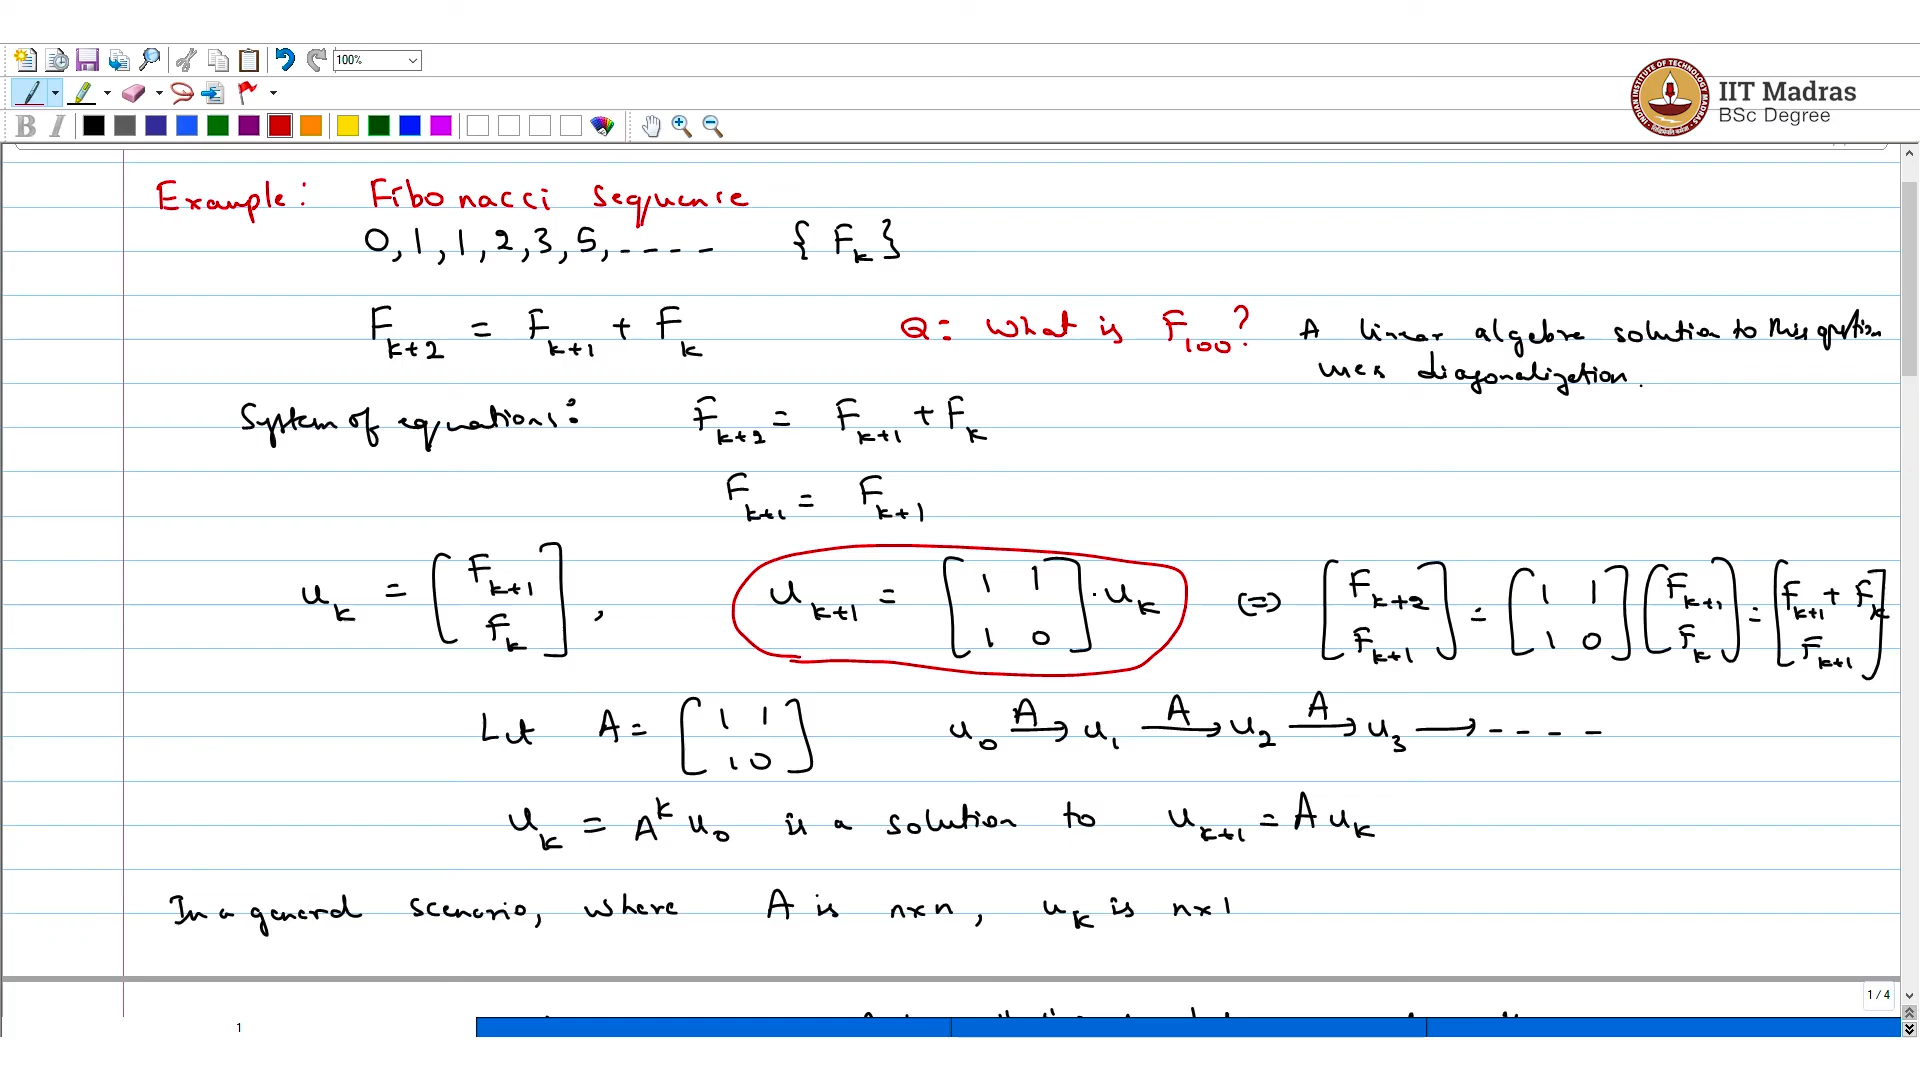 100%
IIT Madras
BSc Degree
B I
Example: Fibonacci sequence
0, 1, 1, 2, 3, 5, ---- { F_k }
F_{k+2} = F_{k+1} + F_k Q: What is F_{100}? A linear algebra solution to this question
uses diagonalization.
System of equations: F_{k+2} = F_{k+1} + F_k
F_{k+1} = F_{k+1}
u_k = [F_{k+1} F_k], u_{k+1} = [1 1 1 0] · u_k (=) [F_{k+2} F_{k+1}] = [1 1 1 0] [F_{k+1} F_k] = [F_{k+1} + F_k F_{k+1}]
Let A = [1 1 1 0] u_0 A→ u_1 A→ u_2 A→ u_3 → ----
u_k = A^k u_0 is a solution to u_{k+1} = A u_k
In a general scenario, where A is n×n, u_k is n×1
1 / 4
1